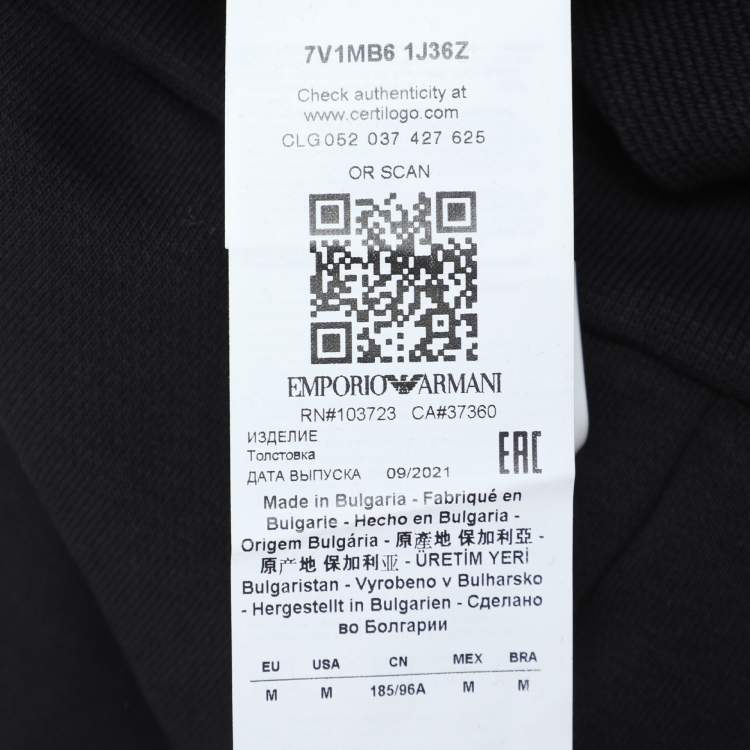 7V1MB6 1J36Z
Check authenticity at
www.certilogo.com
CLG 052 037 427 625
OR SCAN
EMPORIO ARMANI
RN#103723 CA#37360
ИЗДЕЛИЕ
Толстовка
ДАТА ВЫПУСКА 09/2021
EAC
Made in Bulgaria - Fabriqué en
Bulgarie - Hecho en Bulgaria -
Origem Bulgária - 原產地 保加利亞 -
原产地 保加利亚 - ÜRETİM YERİ
Bulgaristan - Vyrobeno v Bulharsko
- Hergestellt in Bulgarien - Сделано
во Болгарии
EU USA CN MEX BRA
M M 185/96A M M